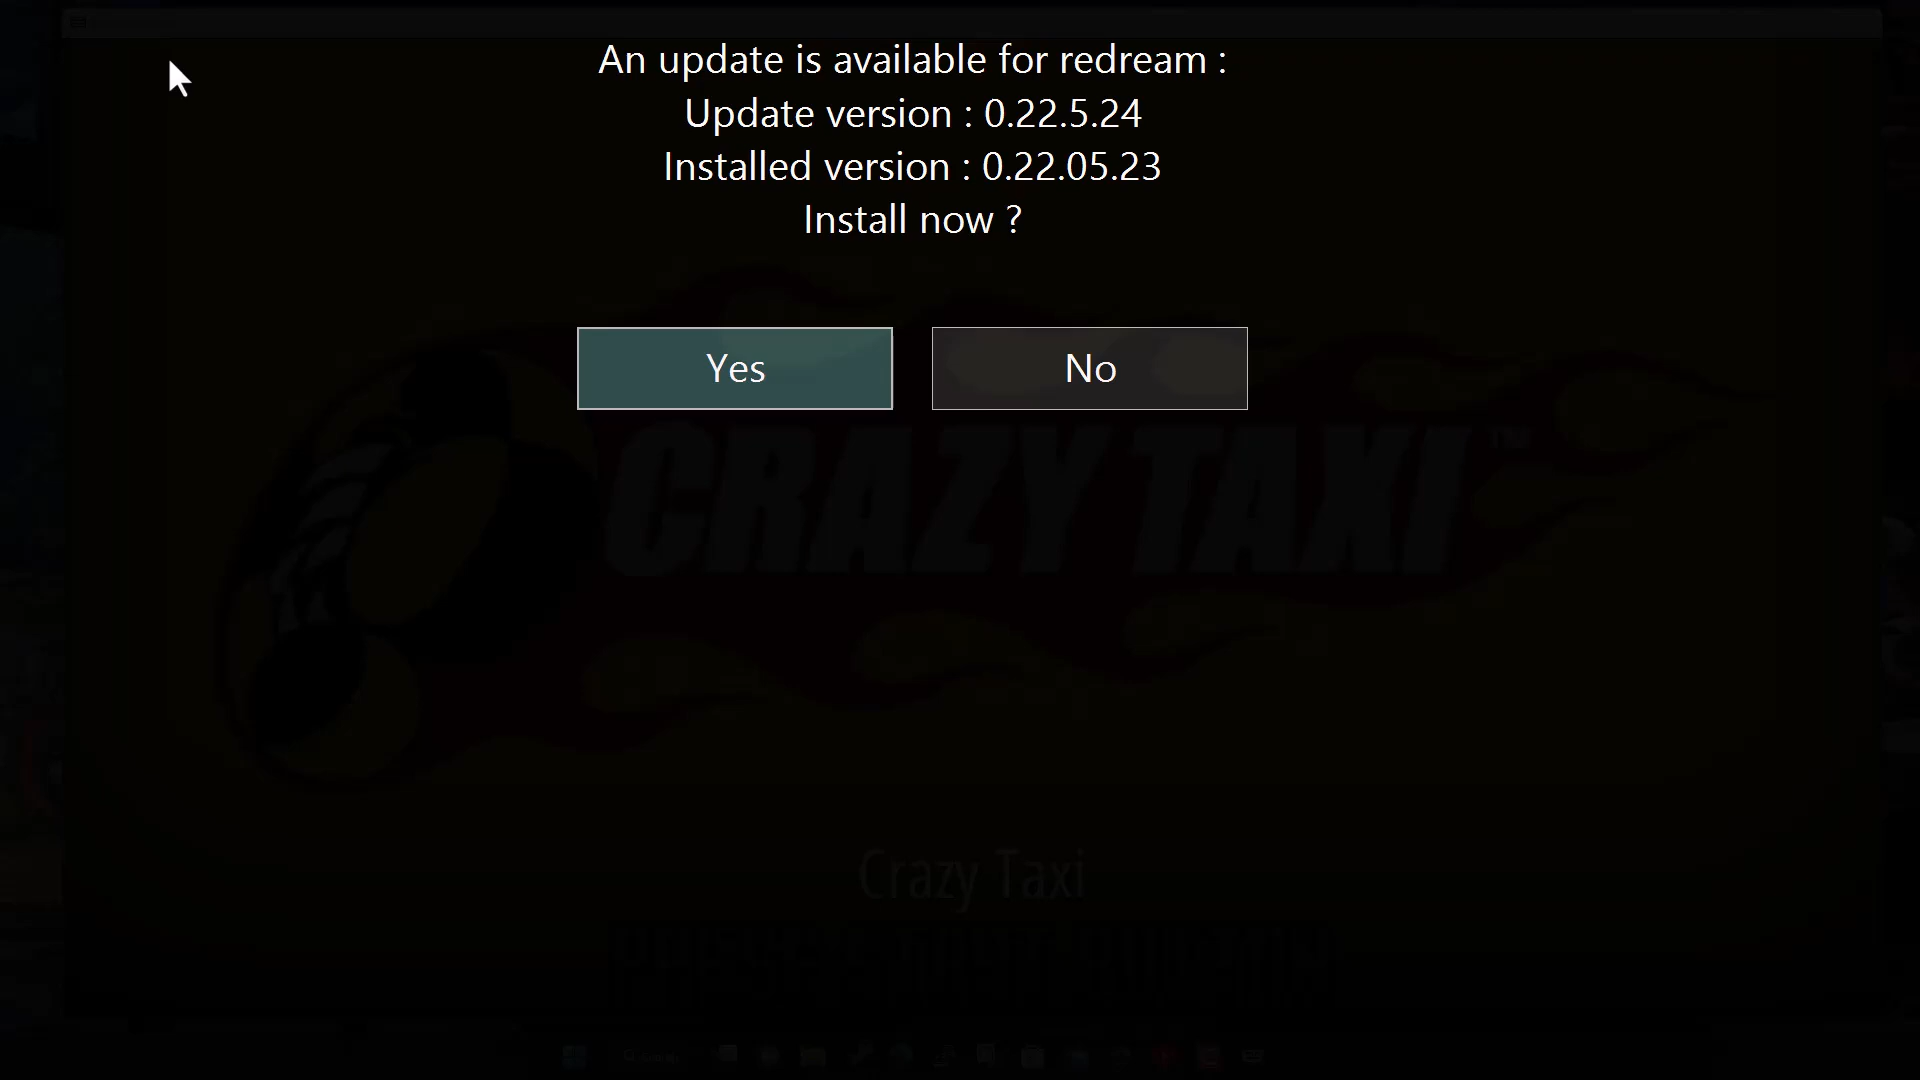 An update is available for redream :
Update version : 0.22.5.24
Installed version : 0.22.05.23
Install now ?
Yes
No
CRAZY TAXI
TM
Crazy Taxi